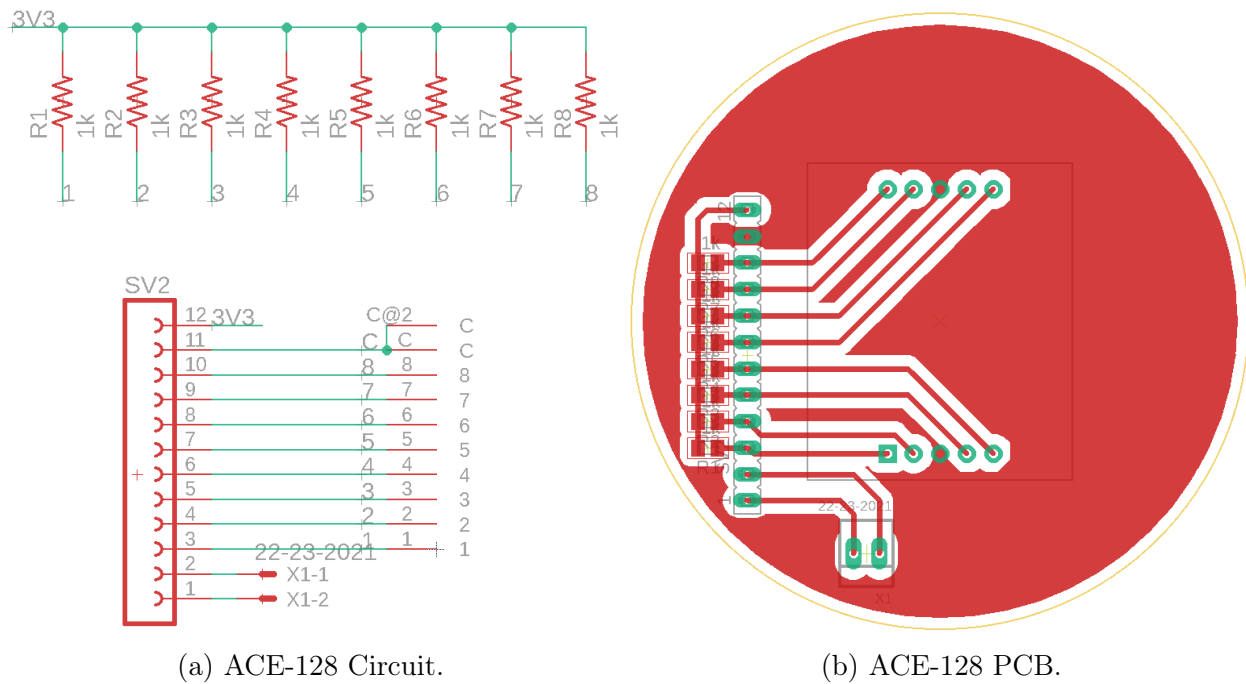 3V3
R1 1k R2 1k R3 1k R4 1k R5 1k R6 1k R7 1k R8 1k
1 2 3 4 5 6 7 8
SV2
12 3V3 C@2 C
11 C C C
10 8 8 8
9 7 7 7
8 6 6 6
7 5 5 5
6 4 4 4
5 3 3 3
4 2 2 2
3 1 1 1
22-23-2021
2 X1-1
1 X1-2
12
1k
R1
SV2
1
22-23-2021
X1
(a) ACE-128 Circuit.
(b) ACE-128 PCB.